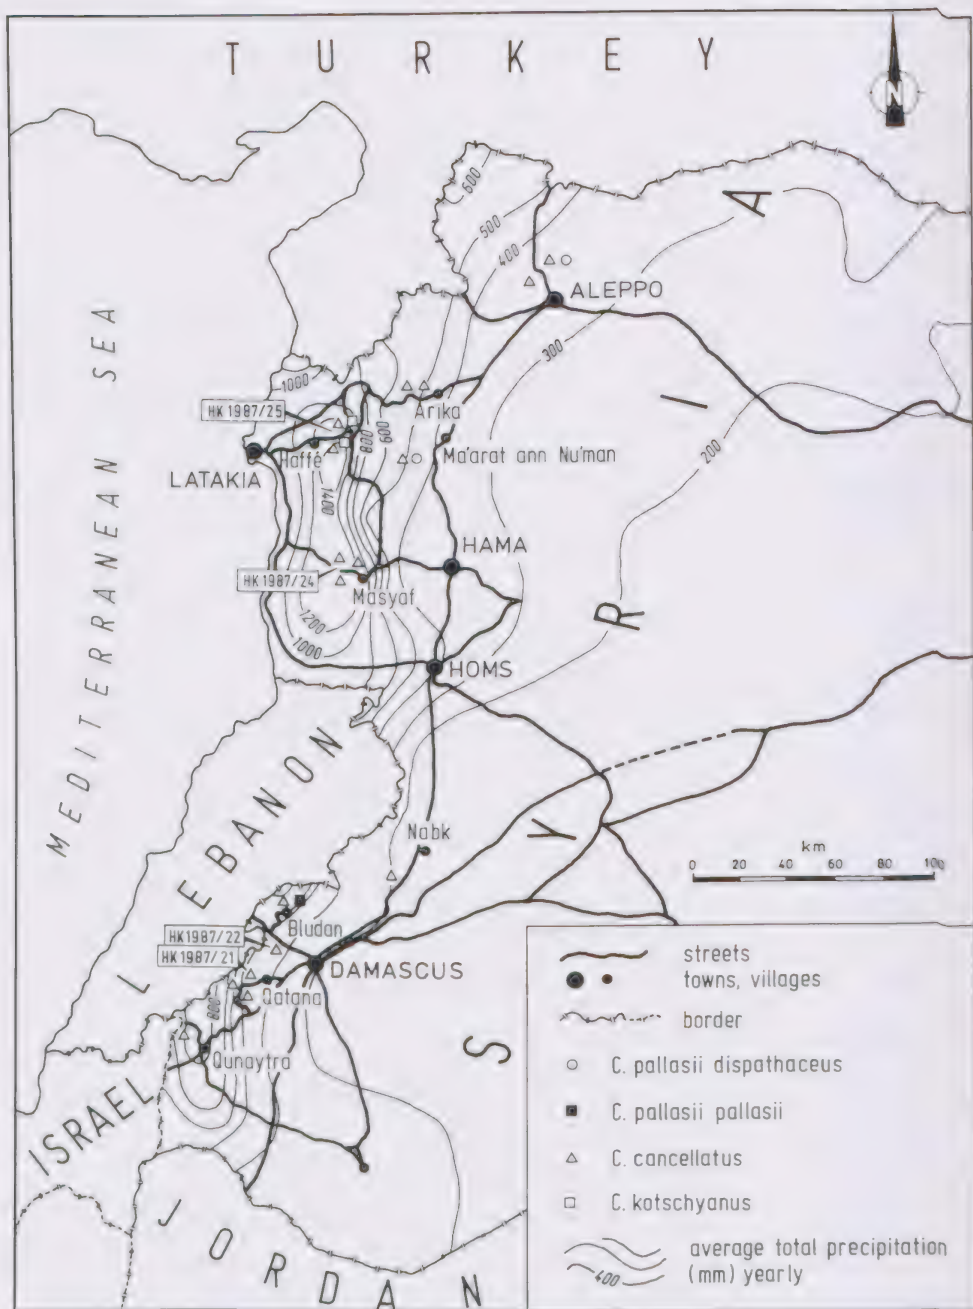 TURKEY
N
MEDITERRANEAN SEA
SYRIA
LEBANON
ISRAEL
JORDAN
600
500
400
300
200
ALEPPO
1000
HK 1987/25
Arika
800
600
Haffe
LATAKIA
Ma'arat ann Nu'man
1400
HAMA
HK 1987/24
Masyaf
1200
1000
HOMS
Nabk
km
0 20 40 60 80 100
HK 1987/22
Bludan
HK 1987/21
DAMASCUS
Qatana
800
Qunaytra
streets
towns, villages
border
C. pallasii dispathaceus
C. pallasii pallasii
C. cancellatus
C. kotschyanus
average total precipitation
400 (mm) yearly